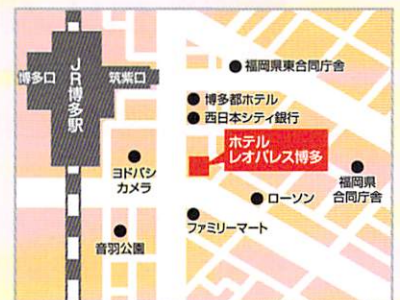 福岡県東合同庁舎
博多口
JR博多駅
筑紫口
博多都ホテル
西日本シティ銀行
ホテル
レオパレス博多
ヨドバシ
カメラ
福岡県
合同庁舎
ローソン
ファミリーマート
音羽公園